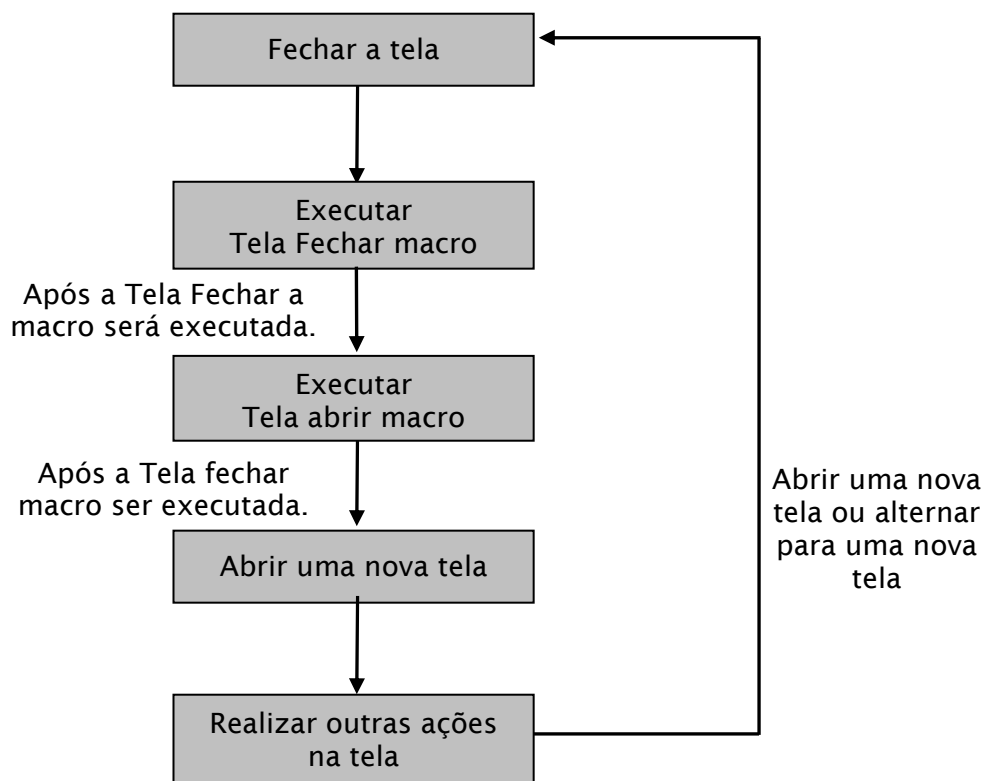 Fechar a tela
Executar
Tela Fechar macro
Após a Tela Fechar a
macro será executada.
Executar
Tela abrir macro
Após a Tela fechar
macro ser executada.
Abrir uma nova tela
Abrir uma nova
tela ou alternar
para uma nova
tela
Realizar outras ações
na tela